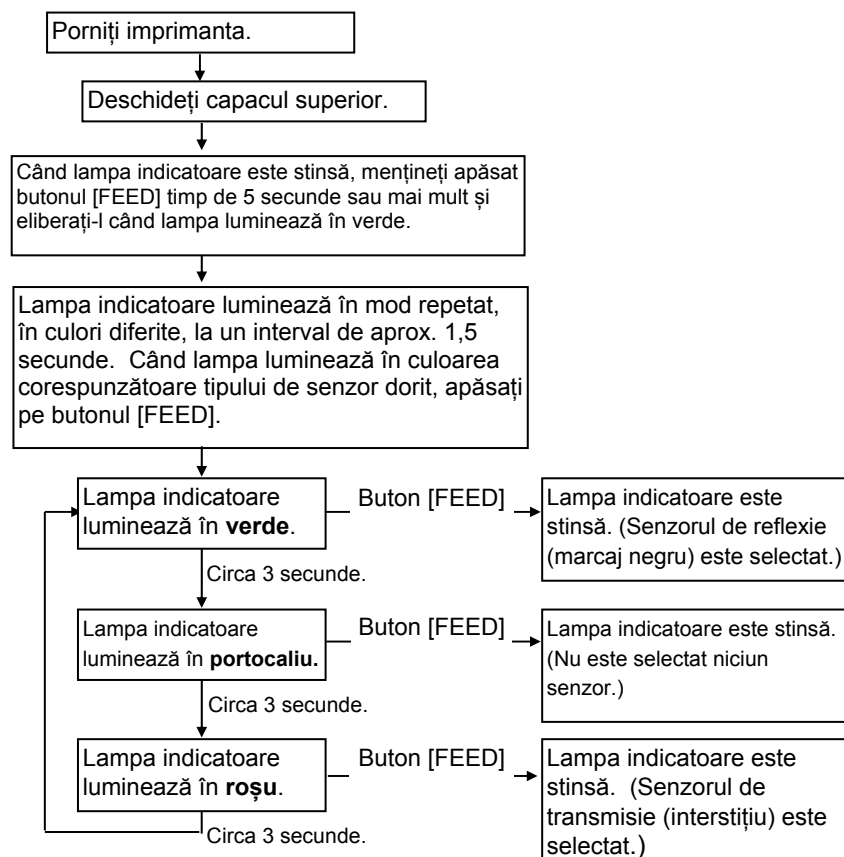 Porniți imprimanta.
Deschideți capacul superior.
Când lampa indicatoare este stinsă, mențineți apăsat
butonul [FEED] timp de 5 secunde sau mai mult și
eliberați-l când lampa luminează în verde.
Lampa indicatoare luminează în mod repetat,
în culori diferite, la un interval de aprox. 1,5
secunde. Când lampa luminează în culoarea
corespunzătoare tipului de senzor dorit, apăsați
pe butonul [FEED].
Lampa indicatoare
luminează în verde.
Buton [FEED]
Lampa indicatoare este
stinsă. (Senzorul de reflexie
(marcaj negru) este selectat.)
Circa 3 secunde.
Lampa indicatoare
luminează în portocaliu.
Buton [FEED]
Lampa indicatoare este stinsă.
(Nu este selectat niciun
senzor.)
Circa 3 secunde.
Lampa indicatoare
luminează în roșu.
Buton [FEED]
Lampa indicatoare este
stinsă. (Senzorul de
transmisie (interstițiu) este
selectat.)
Circa 3 secunde.